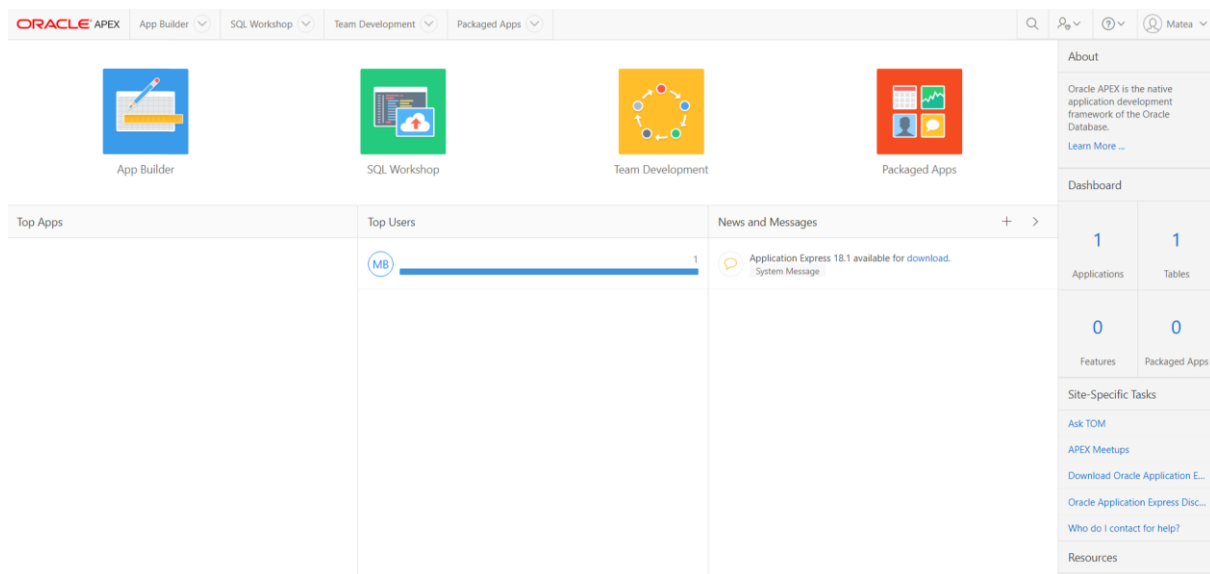 ORACLE APEX App Builder SQL Workshop Team Development Packaged Apps Matea
App Builder
SQL Workshop
Team Development
Packaged Apps
Top Apps
Top Users
MB
1
News and Messages
Application Express 18.1 available for download.
System Message
About
Oracle APEX is the native
application development
framework of the Oracle
Database.
Learn More ...
Dashboard
1
Applications
1
Tables
0
Features
0
Packaged Apps
Site-Specific Tasks
Ask TOM
APEX Meetups
Download Oracle Application E...
Oracle Application Express Disc...
Who do I contact for help?
Resources